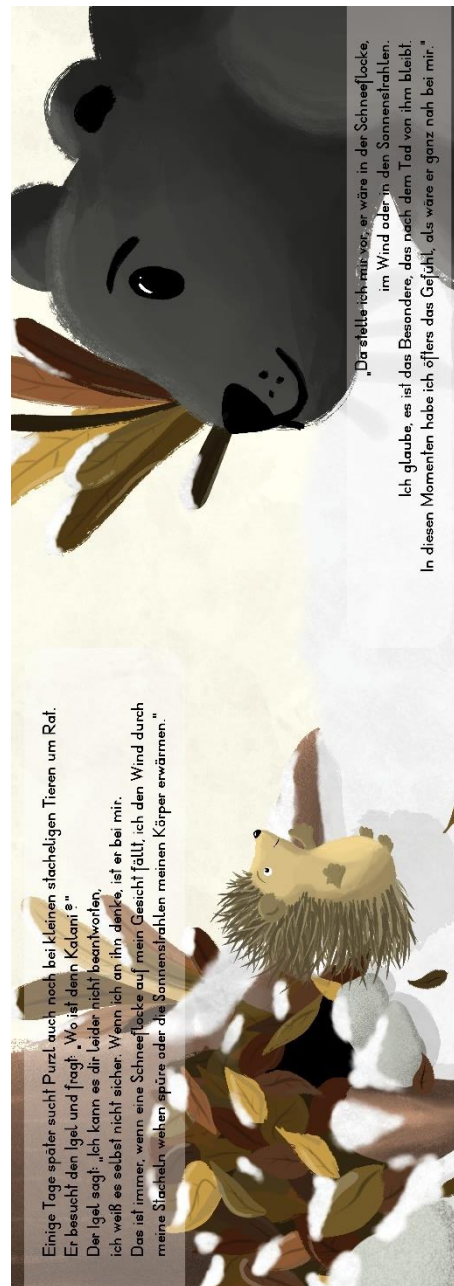 Einige Tage später sucht Purzl auch noch bei kleinen stacheligen Tieren um Rat.
Er besucht den Igel und fragt: „Wo ist denn Kalani?"
Der Igel sagt: „Ich kann es dir leider nicht beantworten,
ich weiß es selbst nicht sicher. Wenn ich an ihn denke, ist er bei mir.
Das ist immer, wenn eine Schneeflocke auf mein Gesicht fällt, ich den Wind durch
meine Stacheln wehen spüre oder die Sonnenstrahlen meinen Körper erwärmen."
„Da stelle ich mir vor, er wäre in der Schneeflocke,
im Wind oder in den Sonnenstrahlen.
Ich glaube, es ist das Besondere, das nach dem Tod von ihm bleibt.
In diesen Momenten habe ich öfters das Gefühl, als wäre er ganz nah bei mir."